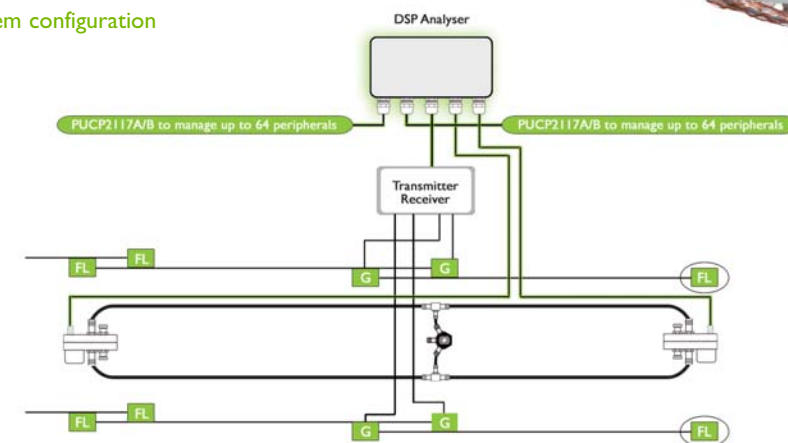 em configuration
DSP Analyser
PUCP2117A/B to manage up to 64 peripherals
PUCP2117A/B to manage up to 64 peripherals
Transmitter
Receiver
FL
FL
G
G
FL
FL
FL
G
G
FL